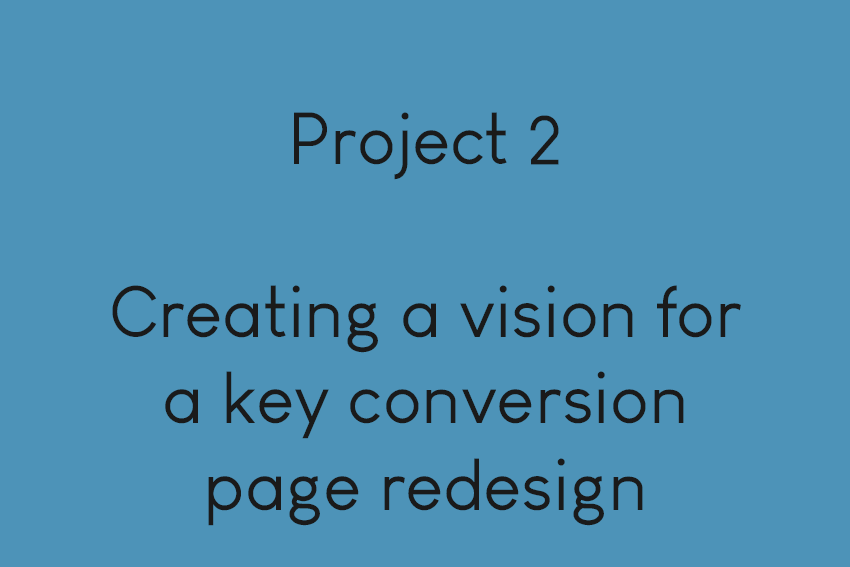 Project 2
Creating a vision for
a key conversion
page redesign